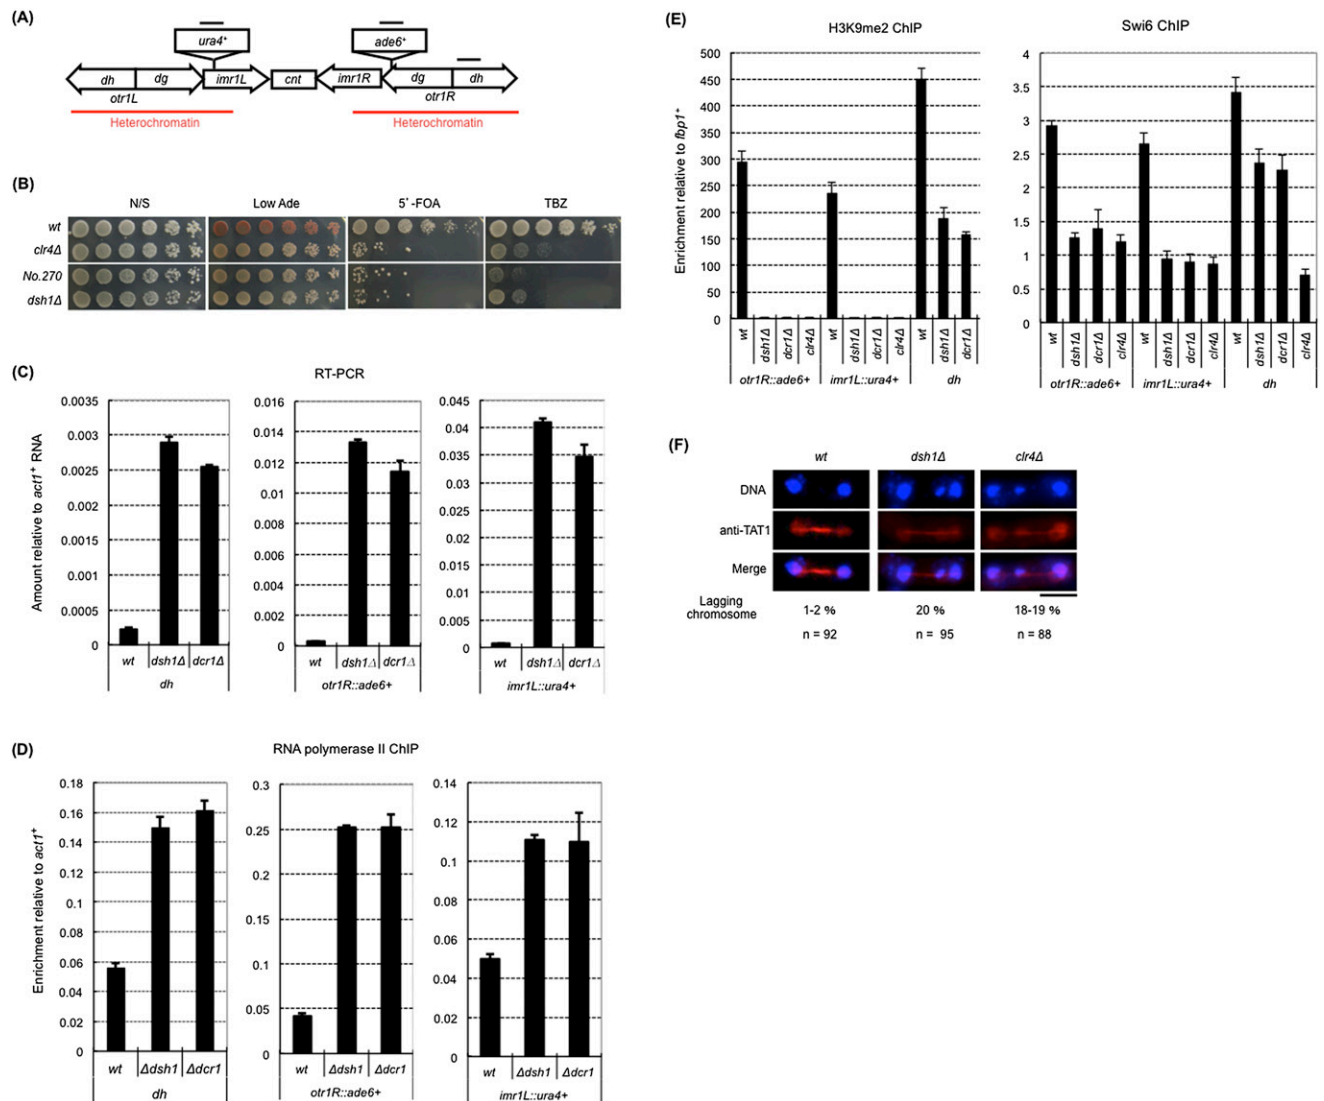 (A)
ura4⁺ ade6⁺
dh dg imr1L cnt imr1R dg dh
otr1L otr1R
Heterochromatin Heterochromatin
(B)
N/S Low Ade 5'-FOA TBZ
wt
clr4Δ
No.270
dsh1Δ
(C)
RT-PCR
Amount relative to act1⁺ RNA
0.0035
0.003
0.0025
0.002
0.0015
0.001
0.0005
0
wt dsh1Δ dcr1Δ
dh
0.016
0.014
0.012
0.01
0.008
0.006
0.004
0.002
0
wt dsh1Δ dcr1Δ
otr1R::ade6+
0.045
0.04
0.035
0.03
0.025
0.02
0.015
0.01
0.005
0
wt dsh1Δ dcr1Δ
imr1L::ura4+
(D)
RNA polymerase II ChIP
Enrichment relative to act1⁺
0.18
0.16
0.14
0.12
0.1
0.08
0.06
0.04
0.02
0
wt Δdsh1 Δdcr1
dh
0.3
0.25
0.2
0.15
0.1
0.05
0
wt Δdsh1 Δdcr1
otr1R::ade6+
0.14
0.12
0.1
0.08
0.06
0.04
0.02
0
wt Δdsh1 Δdcr1
imr1L::ura4+
(E)
H3K9me2 ChIP
Enrichment relative to fbp1⁺
500
450
400
350
300
250
200
150
100
50
0
wt dsh1Δ dcr1Δ clr4Δ wt dsh1Δ dcr1Δ clr4Δ wt dsh1Δ dcr1Δ
otr1R::ade6+ imr1L::ura4+ dh
Swi6 ChIP
4
3.5
3
2.5
2
1.5
1
0.5
0
wt dsh1Δ dcr1Δ clr4Δ wt dsh1Δ dcr1Δ clr4Δ wt dsh1Δ dcr1Δ clr4Δ
otr1R::ade6+ imr1L::ura4+ dh
(F)
wt dsh1Δ clr4Δ
DNA
anti-TAT1
Merge
Lagging
chromosome
1-2 % 20 % 18-19 %
n = 92 n = 95 n = 88